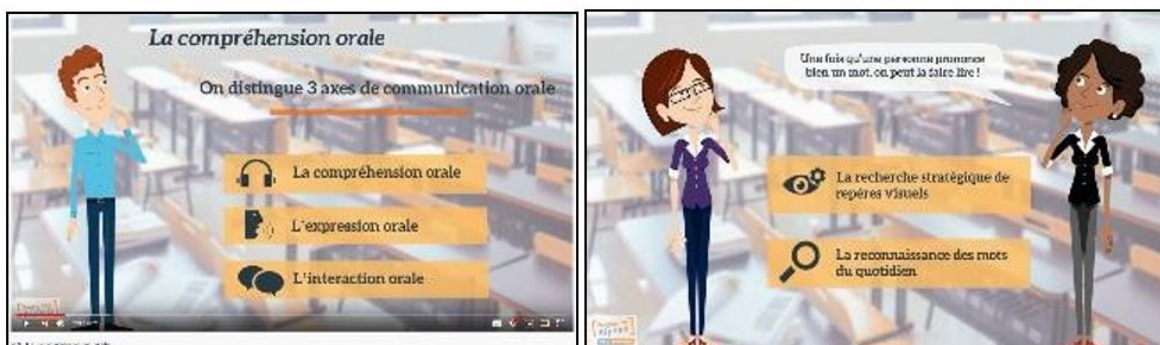 La compréhension orale
On distingue 3 axes de communication orale
La compréhension orale
L'expression orale
L'interaction orale
Une fois qu'une personne prononce
bien un mot, on peut la faire lire !
La recherche stratégique de
repères visuels
La reconnaissance des mots
du quotidien